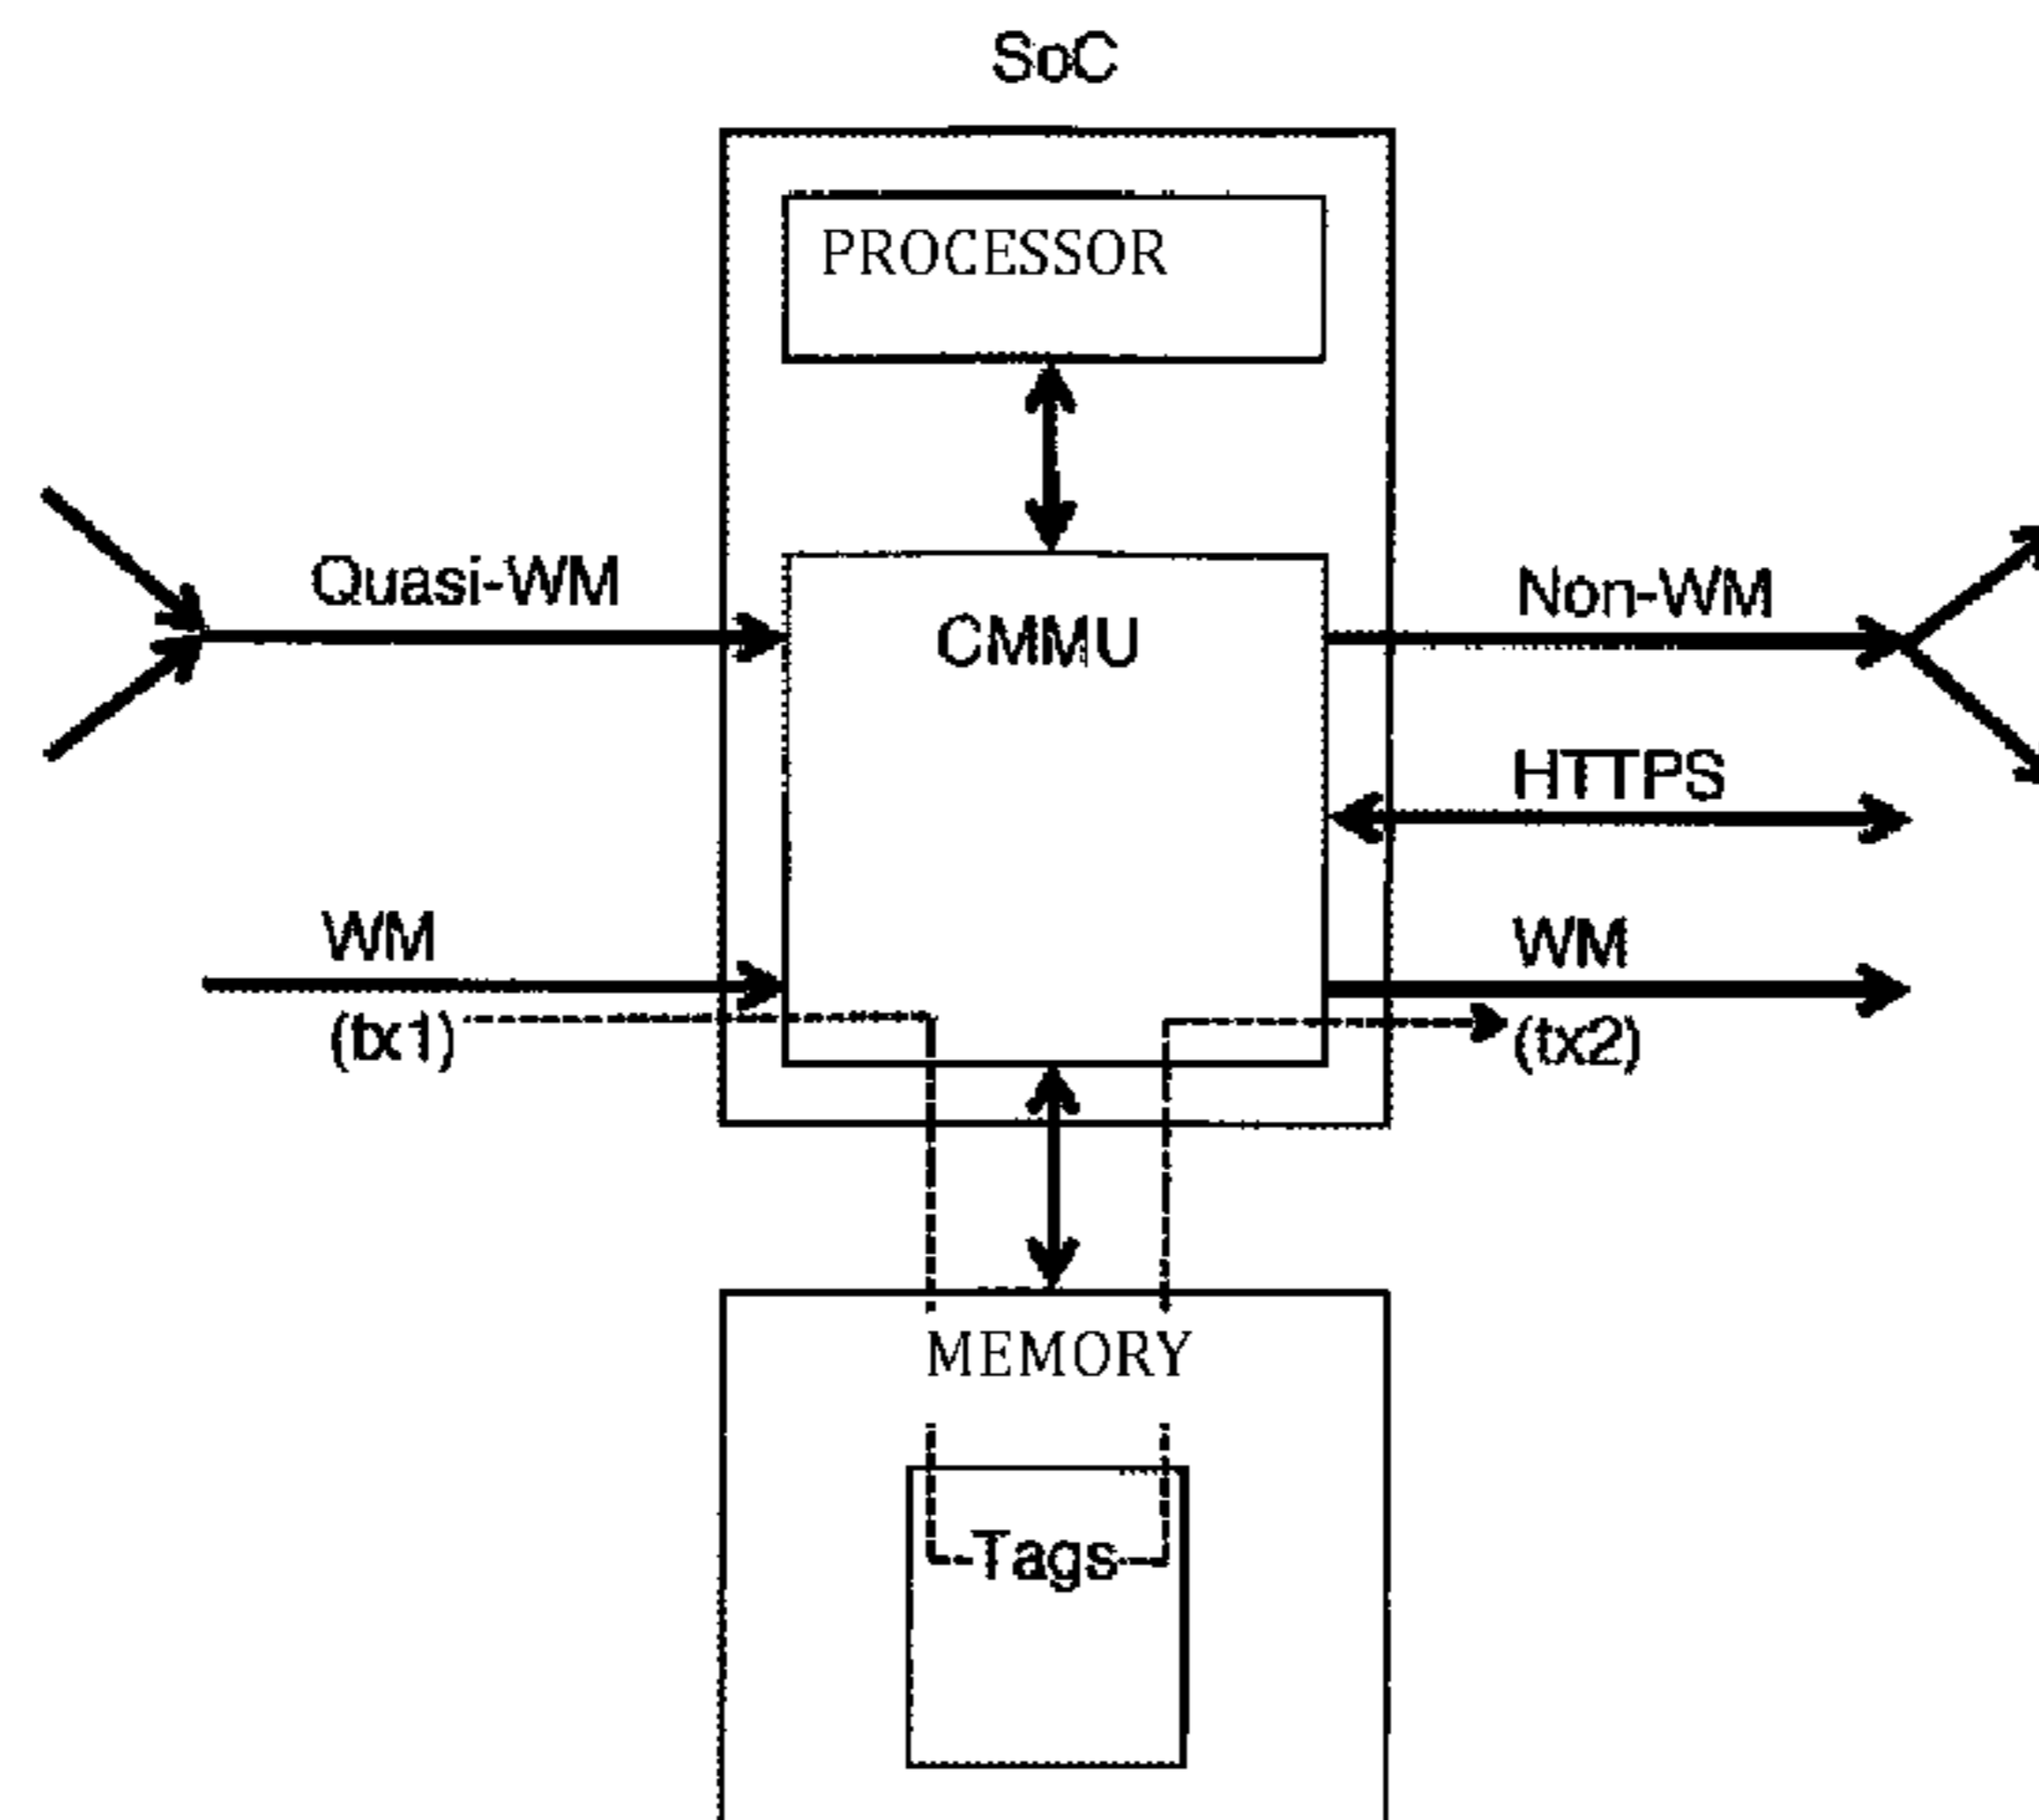 SoC
PROCESSOR
Quasi-WM
CMMU
Non-WM
HTTPS
WM
WM
(tx1)
(tx2)
MEMORY
Tags